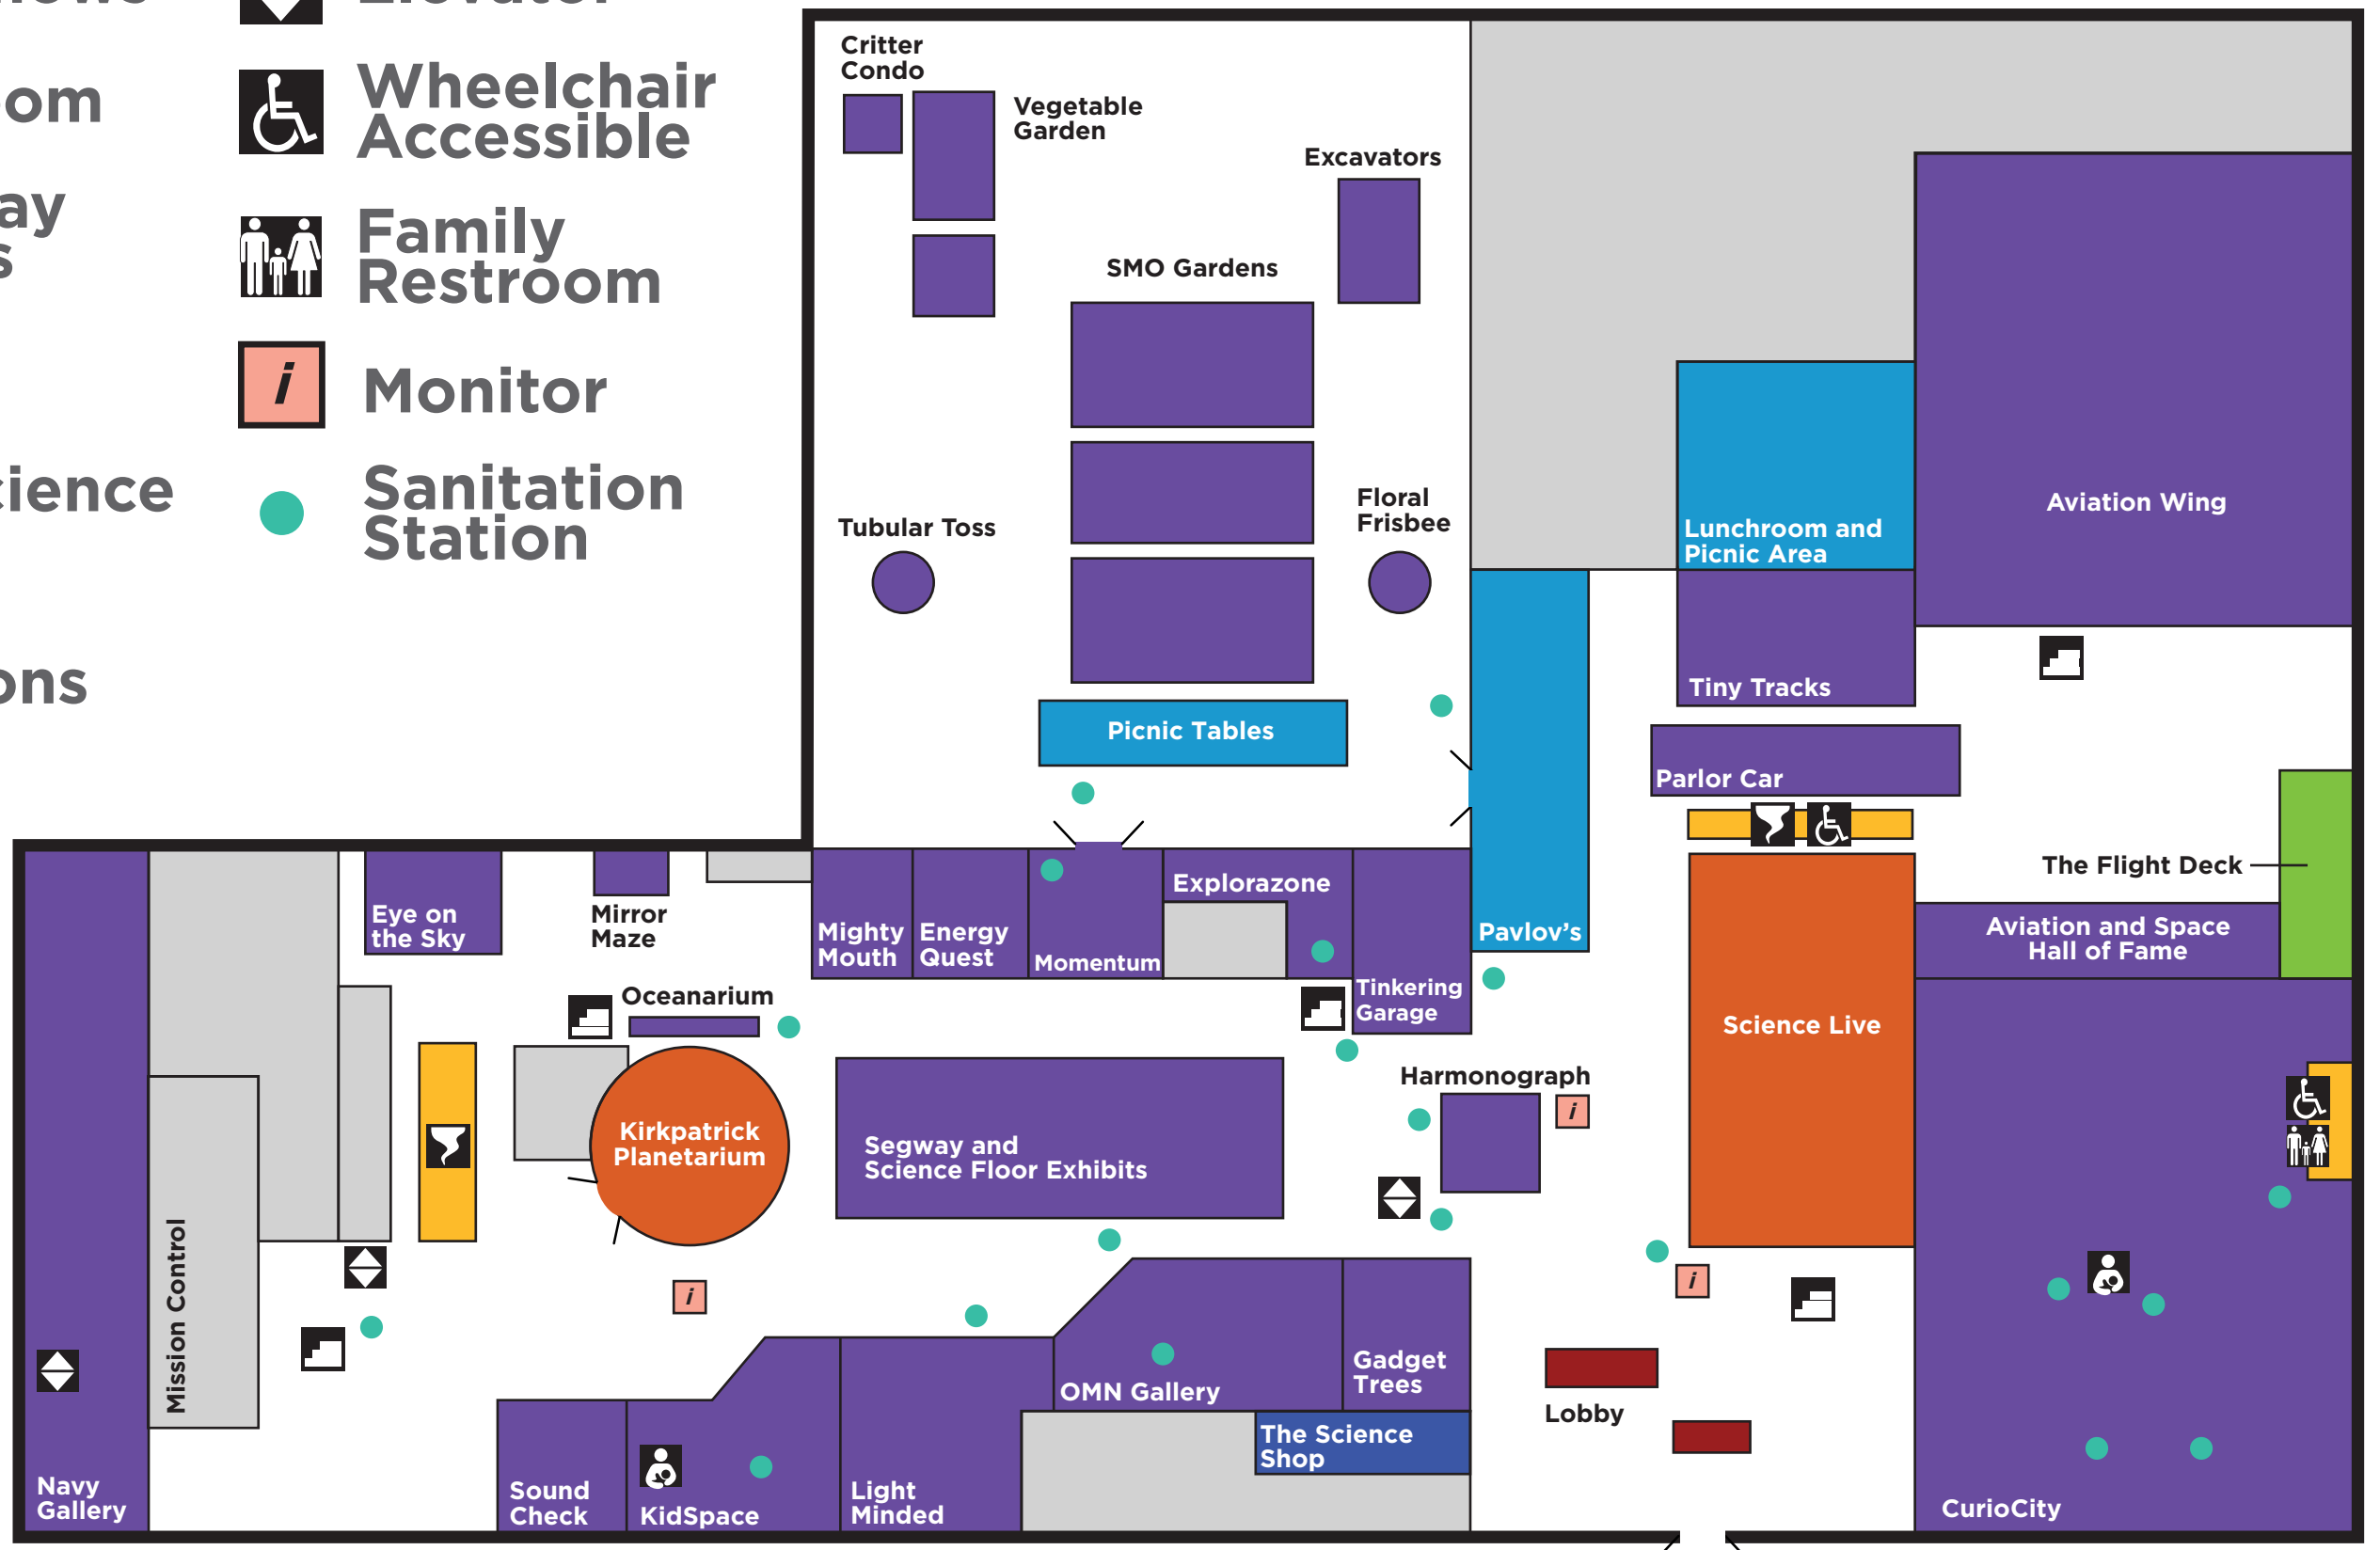 Elevator
Wheelchair
Accessible
Family
Restroom
i
Monitor
Sanitation
Station
Critter
Condo
Vegetable
Garden
Excavators
SMO Gardens
Tubular Toss
Floral
Frisbee
Picnic Tables
Lunchroom and
Picnic Area
Aviation Wing
Tiny Tracks
Parlor Car
The Flight Deck
Aviation and Space
Hall of Fame
Eye on
the Sky
Mirror
Maze
Mighty
Mouth
Energy
Quest
Momentum
Explorazone
Tinkering
Garage
Pavlov's
Oceanarium
Kirkpatrick
Planetarium
Segway and
Science Floor Exhibits
Harmonograph
i
Science Live
Mission Control
i
i
Navy
Gallery
Sound
Check
KidSpace
Light
Minded
OMN Gallery
Gadget
Trees
The Science
Shop
Lobby
CurioCity